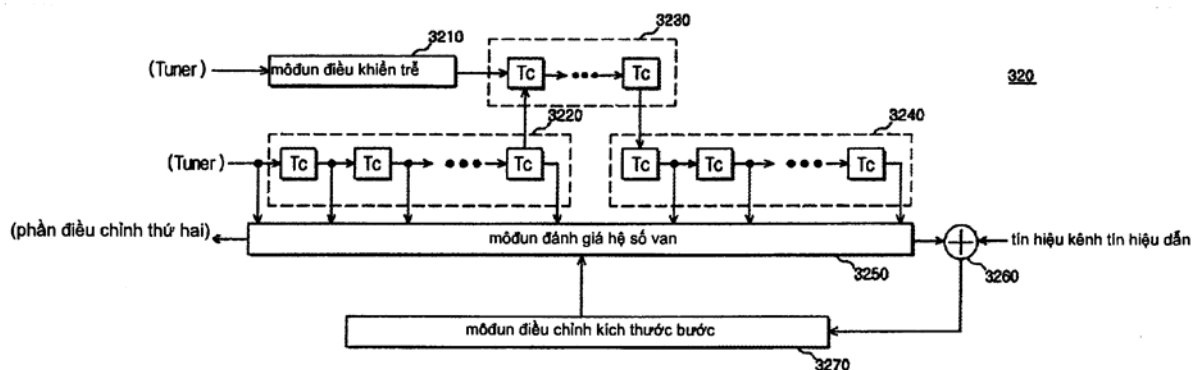 3210
3230
(Tuner)
môđun điều khiển trễ
Tc
Tc
320
3220
3240
(Tuner)
Tc
Tc
Tc
Tc
Tc
Tc
(phần điều chỉnh thứ hai)
môđun đánh giá hệ số van
tín hiệu kênh tín hiệu dẫn
3250
3260
môđun điều chỉnh kích thước bước
3270